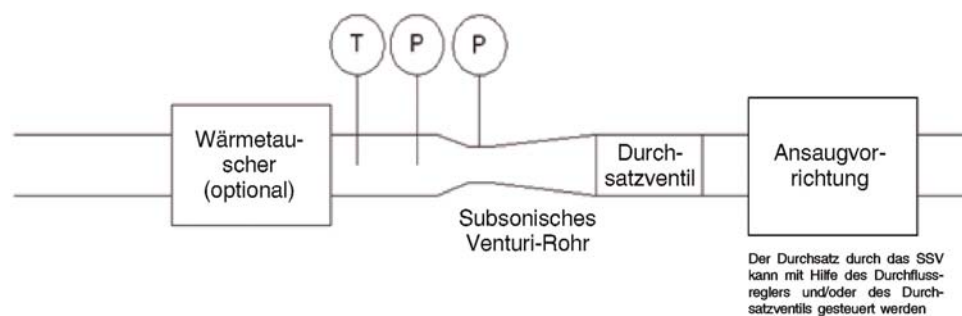 T
P
P
Wärmetau-
scher
(optional)
Durch-
satzventil
Ansaugvor-
richtung
Subsonisches
Venturi-Rohr
Der Durchsatz durch das SSV
kann mit Hilfe des Durchfluss-
reglers und/oder des Durch-
satzventils gesteuert werden